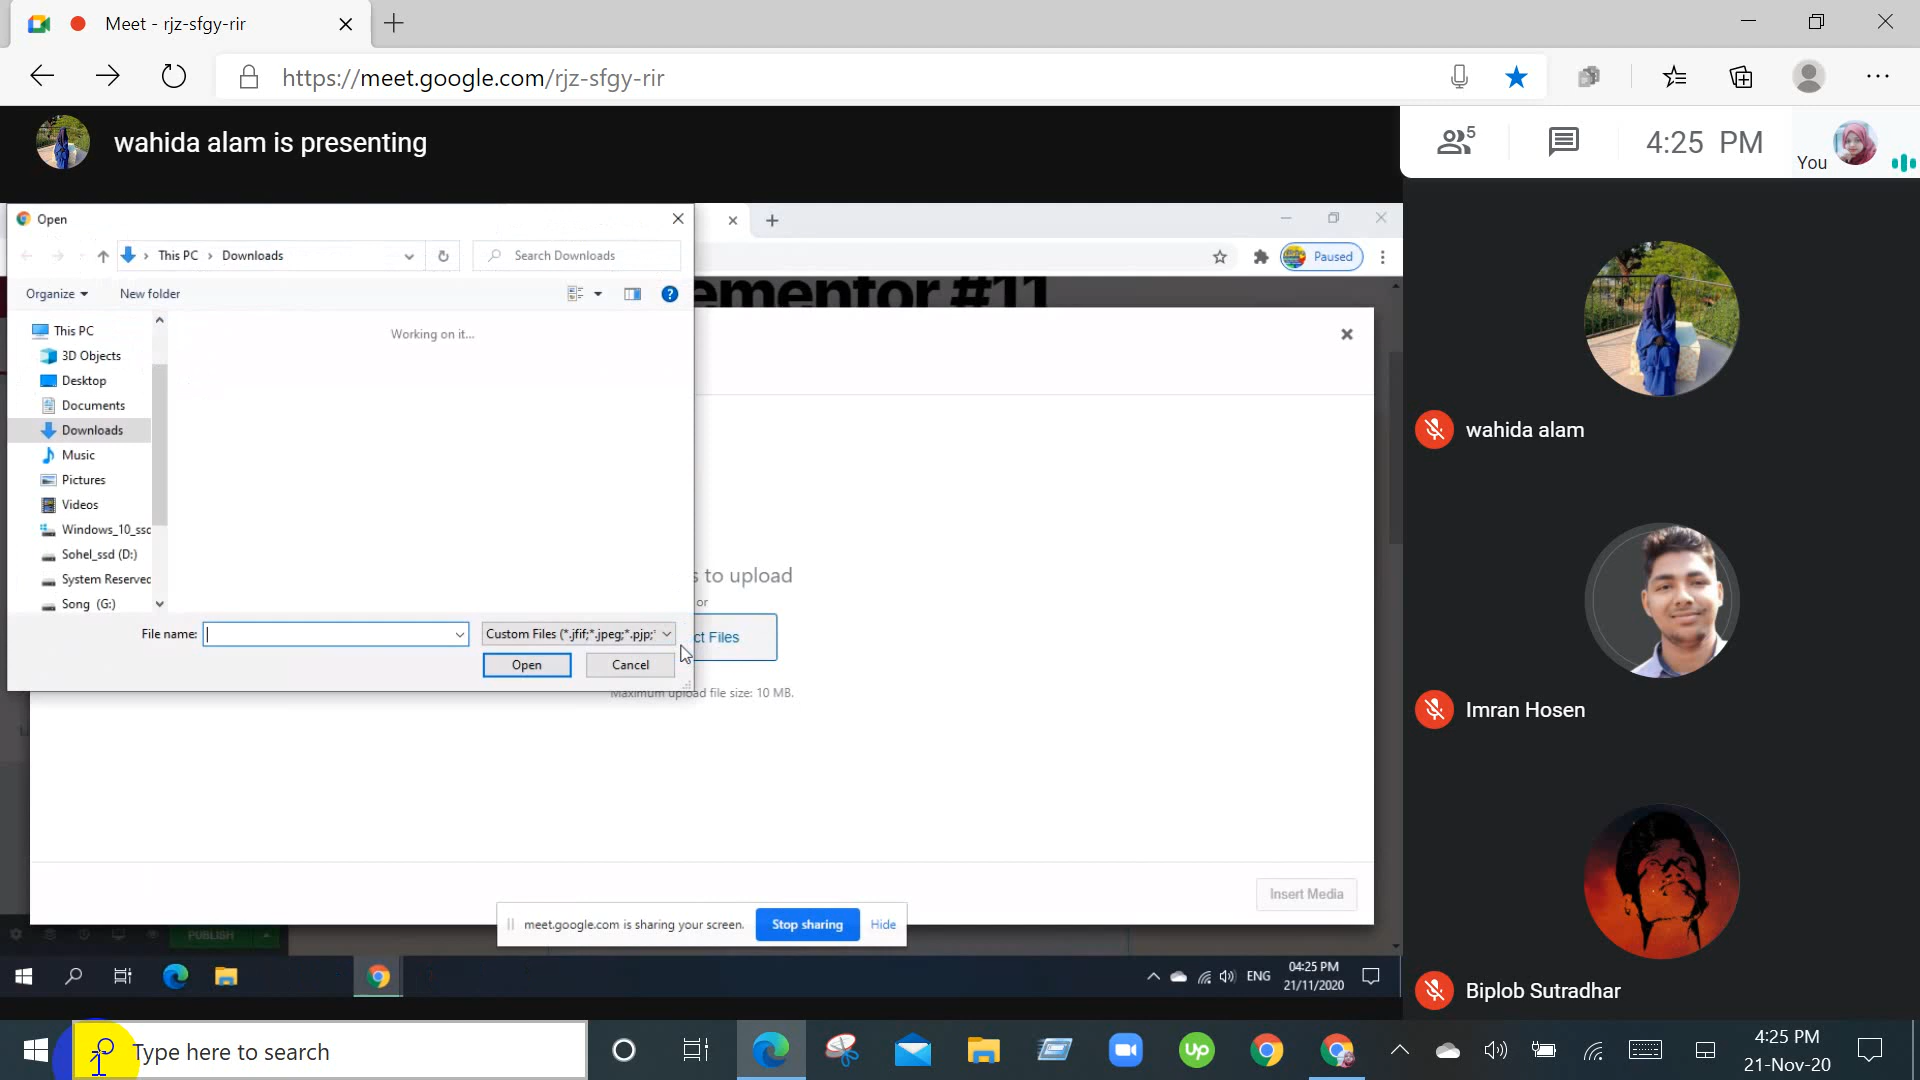 Meet - rjz-sfgy-rir
https://meet.google.com/rjz-sfgy-rir
wahida alam is presenting
5
4:25 PM
You
Open
This PC
Downloads
Search Downloads
Paused
Organize
New folder
ementor #11
This PC
Working on it...
3D Objects
Desktop
Documents
Downloads
Music
Pictures
Videos
Windows_10_ssd
Sohel_ssd (D:)
System Reserved
Song (G:)
s to upload
or
File name:
Custom Files (*.jfif;*.jpeg;*.pjp;*
ct Files
Open
Cancel
Maximum upload file size: 10 MB.
wahida alam
Imran Hosen
Biplob Sutradhar
Insert Media
meet.google.com is sharing your screen.
Stop sharing
Hide
PUBLISH
ENG
04:25 PM
21/11/2020
Type here to search
up
4:25 PM
21-Nov-20